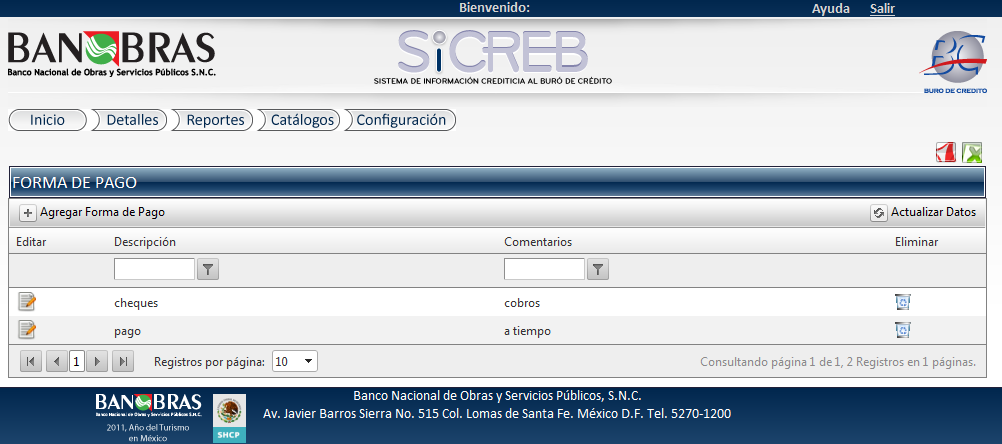 Bienvenido:
Ayuda Salir
BANOBRAS
Banco Nacional de Obras y Servicios Públicos S.N.C.
SiCREB
SISTEMA DE INFORMACIÓN CREDITICIA AL BURÓ DE CRÉDITO
BC
BURO DE CREDITO
Inicio Detalles Reportes Catálogos Configuración
FORMA DE PAGO
Agregar Forma de Pago Actualizar Datos
Editar Descripción Comentarios Eliminar
cheques cobros
pago a tiempo
1 Registros por página: 10 Consultando página 1 de 1, 2 Registros en 1 páginas.
BANOBRAS
Banco Nacional de Obras y Servicios Públicos S.N.C.
2011, Año del Turismo
en México
SHCP
Banco Nacional de Obras y Servicios Públicos, S.N.C.
Av. Javier Barros Sierra No. 515 Col. Lomas de Santa Fe. México D.F. Tel. 5270-1200